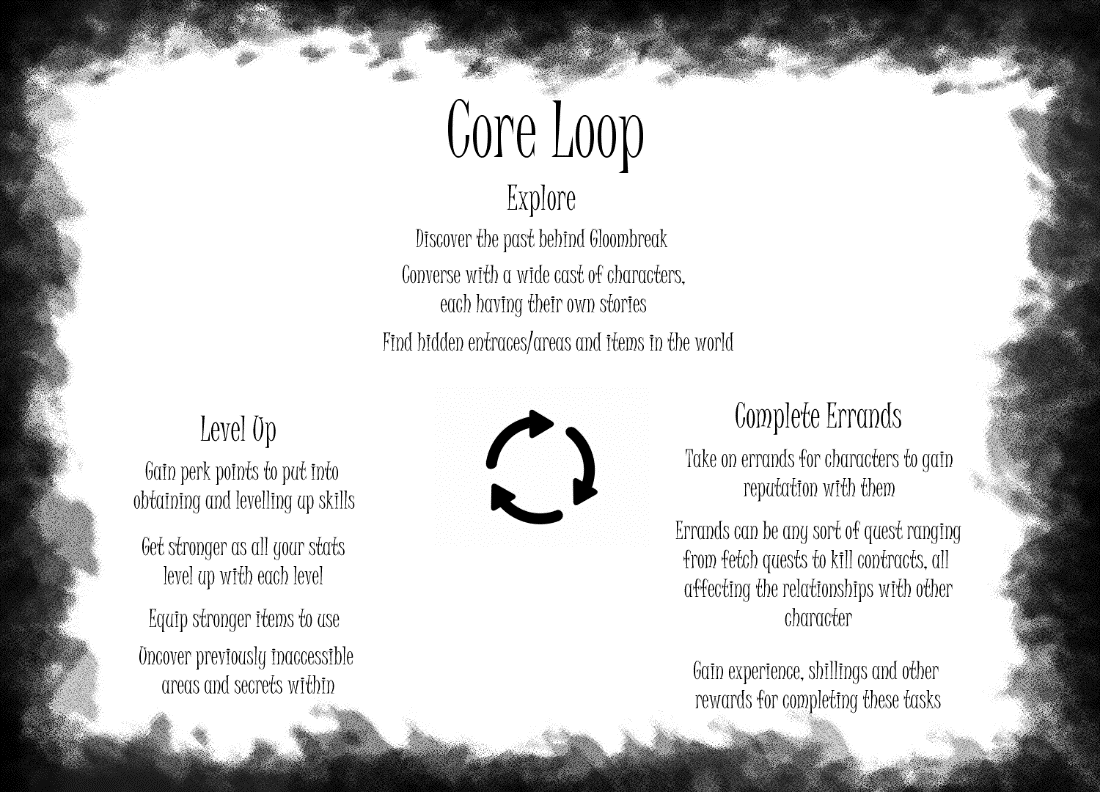 Core Loop
Explore
Discover the past behind Gloombreak
Converse with a wide cast of characters,
each having their own stories
Find hidden entraces/areas and items in the world
Level Up
Gain perk points to put into
obtaining and levelling up skills
Get stronger as all your stats
level up with each level
Equip stronger items to use
Uncover previously inaccessible
areas and secrets within
Complete Errands
Take on errands for characters to gain
reputation with them
Errands can be any sort of quest ranging
from fetch quests to kill contracts, all
affecting the relationships with other
character
Gain experience, shillings and other
rewards for completing these tasks